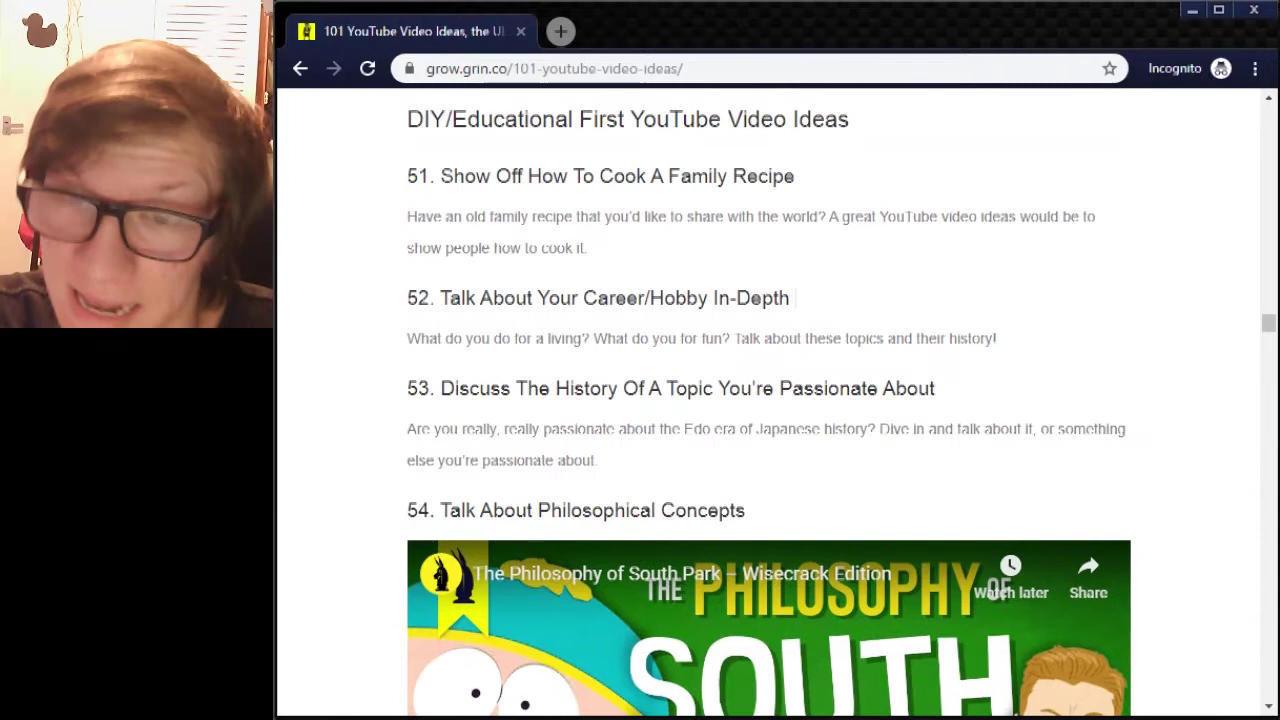 101 YouTube Video Ideas, the Ul
grow.grin.co/101-youtube-video-ideas/
Incognito
DIY/Educational First YouTube Video Ideas
51. Show Off How To Cook A Family Recipe
Have an old family recipe that you'd like to share with the world? A great YouTube video ideas would be to
show people how to cook it.
52. Talk About Your Career/Hobby In-Depth
What do you do for a living? What do you for fun? Talk about these topics and their history!
53. Discuss The History Of A Topic You're Passionate About
Are you really, really passionate about the Edo era of Japanese history? Dive in and talk about it, or something
else you're passionate about.
54. Talk About Philosophical Concepts
The Philosophy of South Park – Wisecrack Edition
Watch later
Share
THE PHILOSOPHY OF
SOUTH